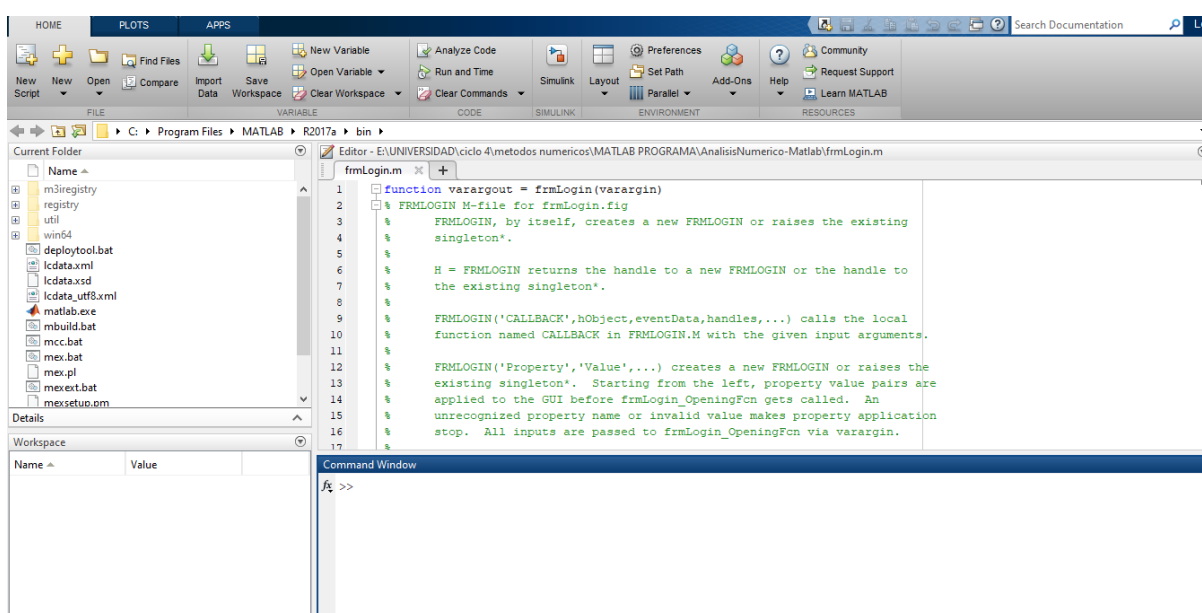 HOME PLOTS APPS
Search Documentation
New Script
New
Open
Find Files
Compare
Import Data
Save Workspace
New Variable
Open Variable
Clear Workspace
Analyze Code
Run and Time
Clear Commands
Simulink
Layout
Preferences
Set Path
Parallel
Add-Ons
Help
Community
Request Support
Learn MATLAB
FILE VARIABLE CODE SIMULINK ENVIRONMENT RESOURCES
C: Program Files MATLAB R2017a bin
Current Folder
Name
m3iregistry
registry
util
win64
deploytool.bat
lcdata.xml
lcdata.xsd
lcdata_utf8.xml
matlab.exe
mbuild.bat
mcc.bat
mex.bat
mex.pl
mexext.bat
mexsetup.pm
Details
Workspace
Name Value
Editor - E:\UNIVERSIDAD\ciclo 4\metodos numericos\MATLAB PROGRAMA\AnalisisNumerico-Matlab\frmLogin.m
frmLogin.m
1 function varargout = frmLogin(varargin)
2 % FRMLOGIN M-file for frmLogin.fig
3 % FRMLOGIN, by itself, creates a new FRMLOGIN or raises the existing
4 % singleton*.
5 %
6 % H = FRMLOGIN returns the handle to a new FRMLOGIN or the handle to
7 % the existing singleton*.
8 %
9 % FRMLOGIN('CALLBACK',hObject,eventData,handles,...) calls the local
10 % function named CALLBACK in FRMLOGIN.M with the given input arguments.
11 %
12 % FRMLOGIN('Property','Value',...) creates a new FRMLOGIN or raises the
13 % existing singleton*. Starting from the left, property value pairs are
14 % applied to the GUI before frmLogin_OpeningFcn gets called. An
15 % unrecognized property name or invalid value makes property application
16 % stop. All inputs are passed to frmLogin_OpeningFcn via varargin.
17 %
Command Window
fx >>